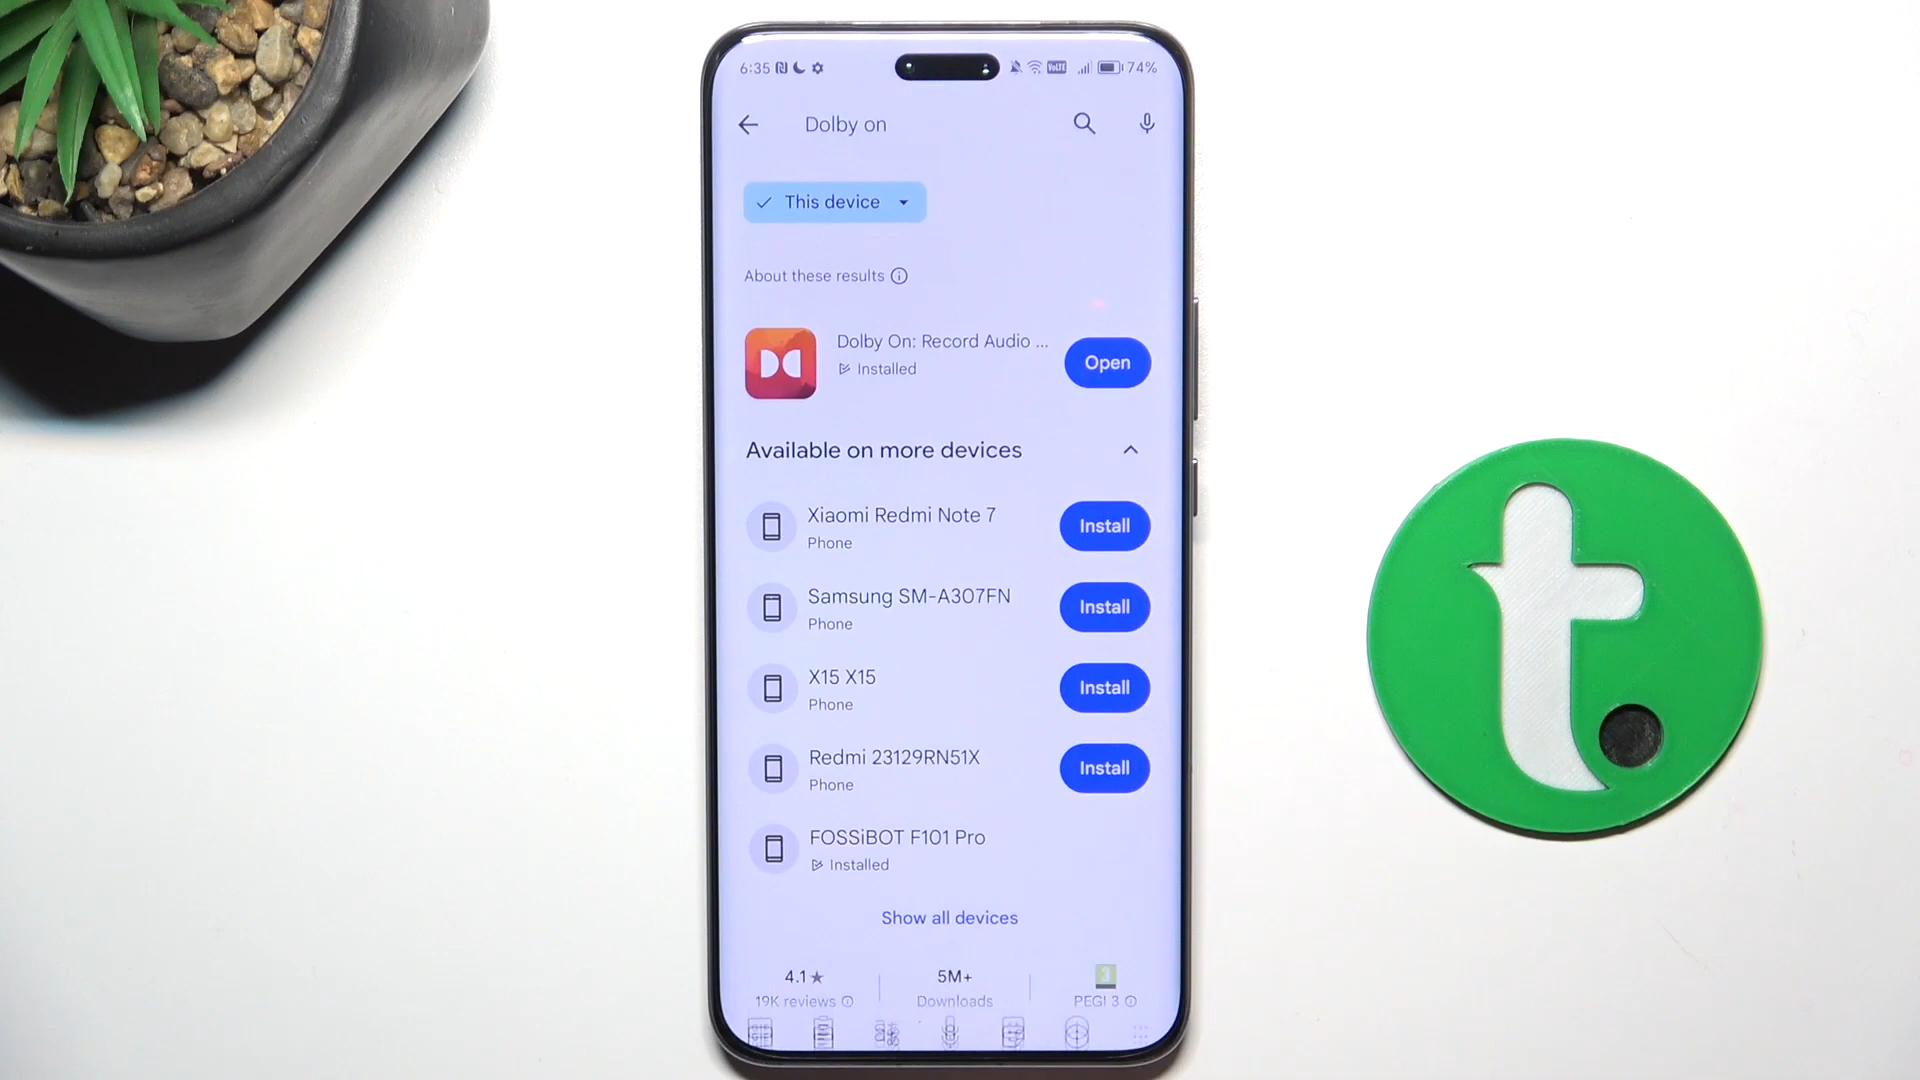 6:35 VoLTE 74%
Dolby on
This device
About these results
Dolby On: Record Audio ...
Installed
Open
Available on more devices
Xiaomi Redmi Note 7
Phone
Install
Samsung SM-A307FN
Phone
Install
X15 X15
Phone
Install
Redmi 23129RN51X
Phone
Install
FOSSiBOT F101 Pro
Installed
Show all devices
4.1★ 5M+ 3
19K reviews Downloads PEGI 3
t